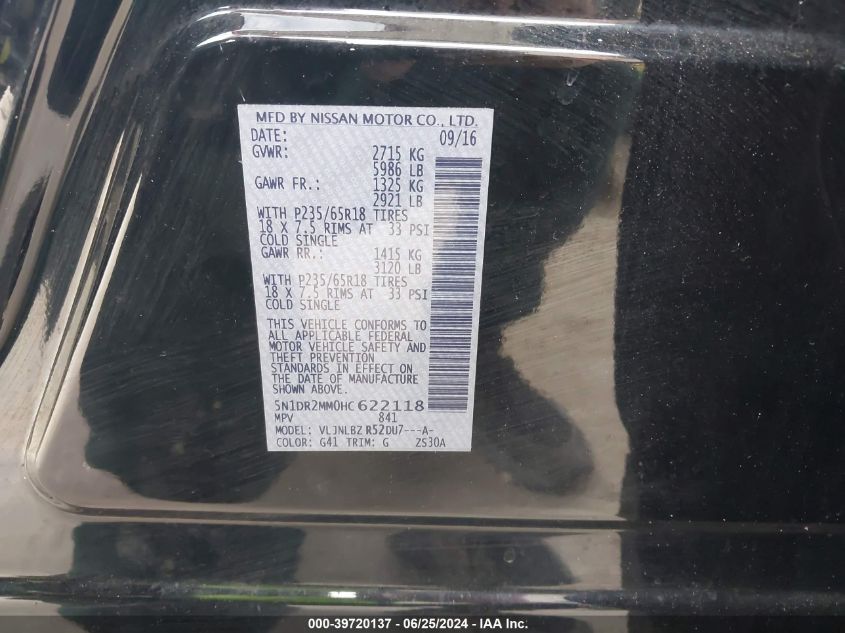 MFD BY NISSAN MOTOR CO., LTD.
DATE: 09/16
GVWR: 2715 KG
5986 LB
GAWR FR.: 1325 KG
2921 LB
WITH P235/65R18 TIRES
18 X 7.5 RIMS AT 33 PSI
COLD SINGLE
GAWR RR.: 1415 KG
3120 LB
WITH P235/65R18 TIRES
18 X 7.5 RIMS AT 33 PSI
COLD SINGLE
THIS VEHICLE CONFORMS TO
ALL APPLICABLE FEDERAL
MOTOR VEHICLE SAFETY AND
THEFT PREVENTION
STANDARDS IN EFFECT ON
THE DATE OF MANUFACTURE
SHOWN ABOVE
5N1DR2MM0HC 622118
MPV 841
MODEL: VLJNLBZ R52DU7---A-
COLOR: G41 TRIM: G ZS30A
000-39720137 - 06/25/2024 - IAA Inc.